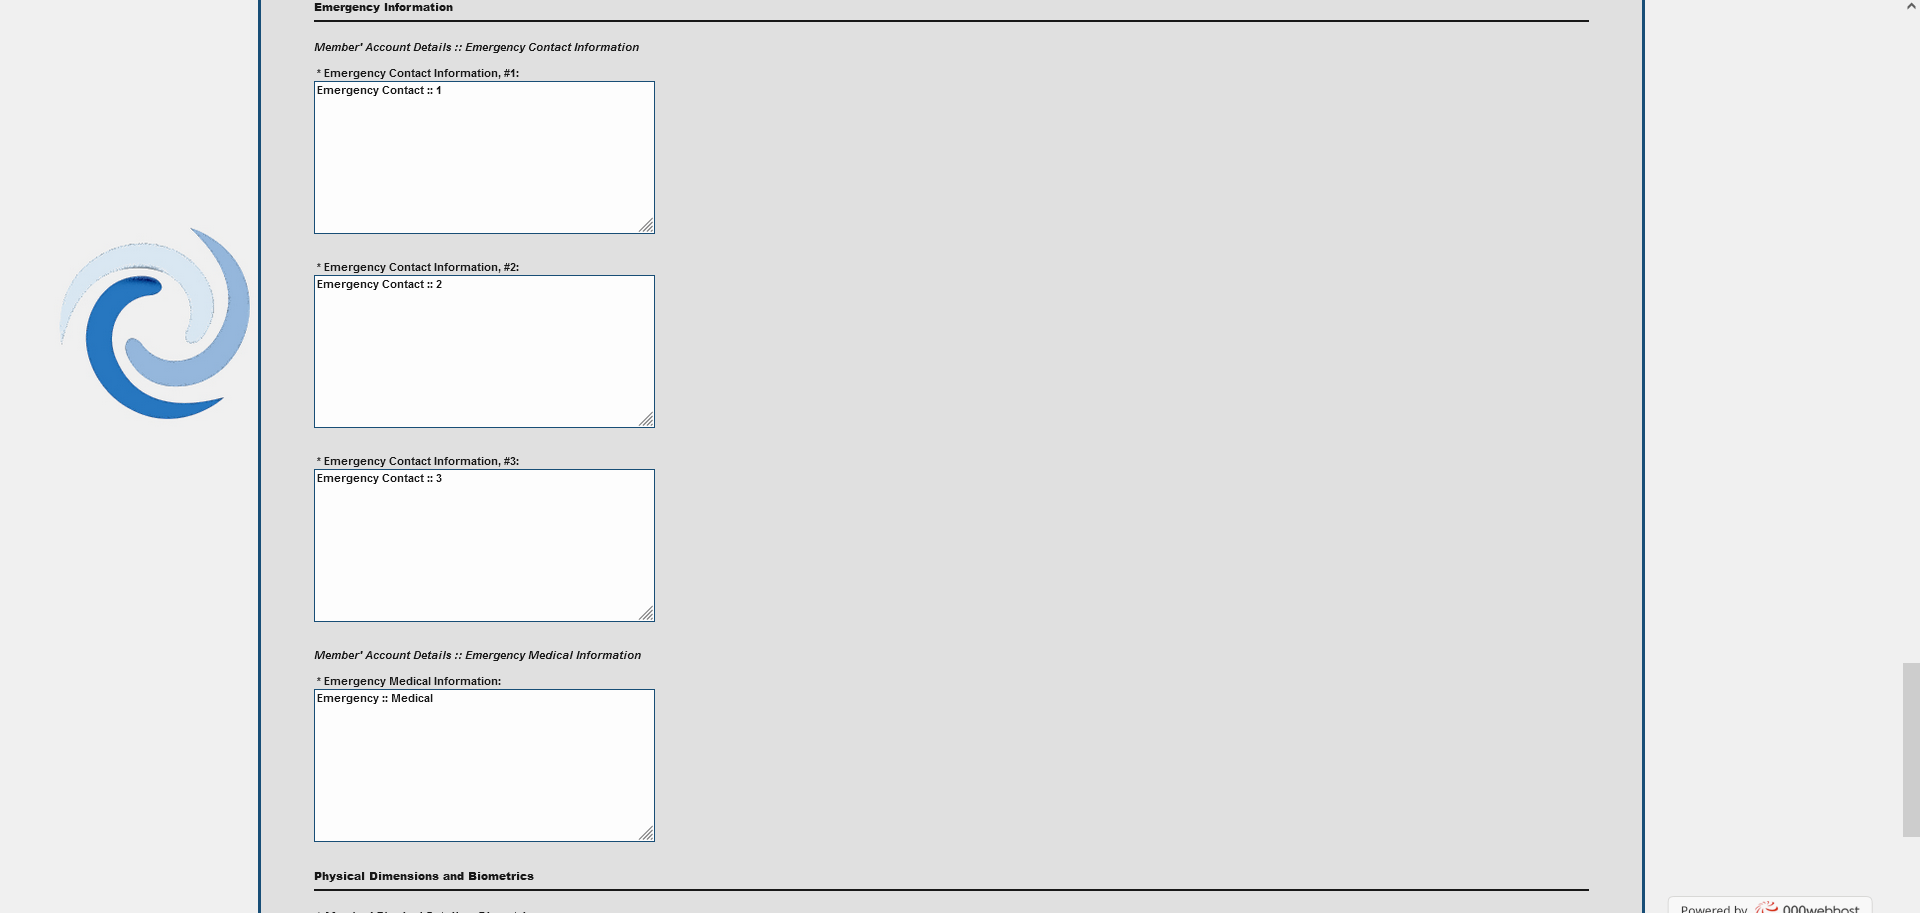 Emergency Information
Member' Account Details :: Emergency Contact Information
* Emergency Contact Information, #1:
Emergency Contact :: 1
* Emergency Contact Information, #2:
Emergency Contact :: 2
* Emergency Contact Information, #3:
Emergency Contact :: 3
Member' Account Details :: Emergency Medical Information
* Emergency Medical Information:
Emergency :: Medical
Physical Dimensions and Biometrics
Powered by 000webhost